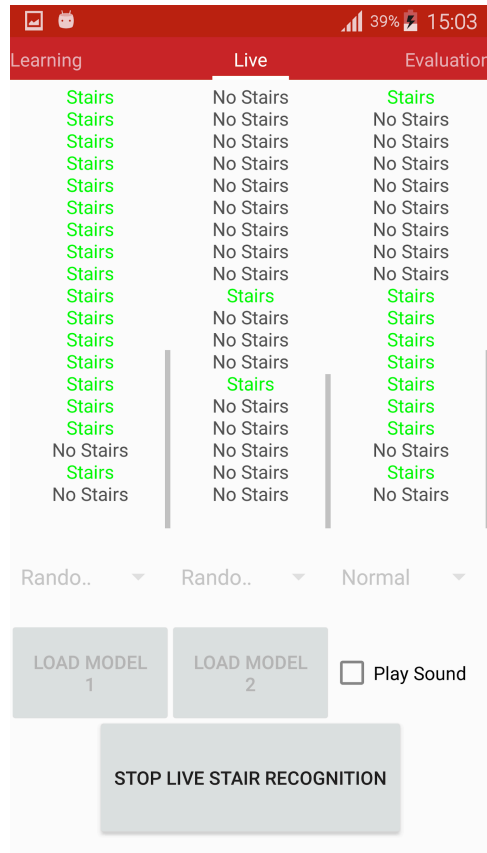 39% 15:03
Learning Live Evaluation
Stairs No Stairs Stairs
Stairs No Stairs No Stairs
Stairs No Stairs No Stairs
Stairs No Stairs No Stairs
Stairs No Stairs No Stairs
Stairs No Stairs No Stairs
Stairs No Stairs No Stairs
Stairs No Stairs No Stairs
Stairs No Stairs No Stairs
Stairs Stairs Stairs
Stairs No Stairs Stairs
Stairs No Stairs Stairs
Stairs No Stairs Stairs
Stairs Stairs Stairs
Stairs No Stairs Stairs
Stairs No Stairs Stairs
No Stairs No Stairs No Stairs
Stairs No Stairs Stairs
No Stairs No Stairs No Stairs
Rando.. Rando.. Normal
LOAD MODEL LOAD MODEL
1 2
Play Sound
STOP LIVE STAIR RECOGNITION